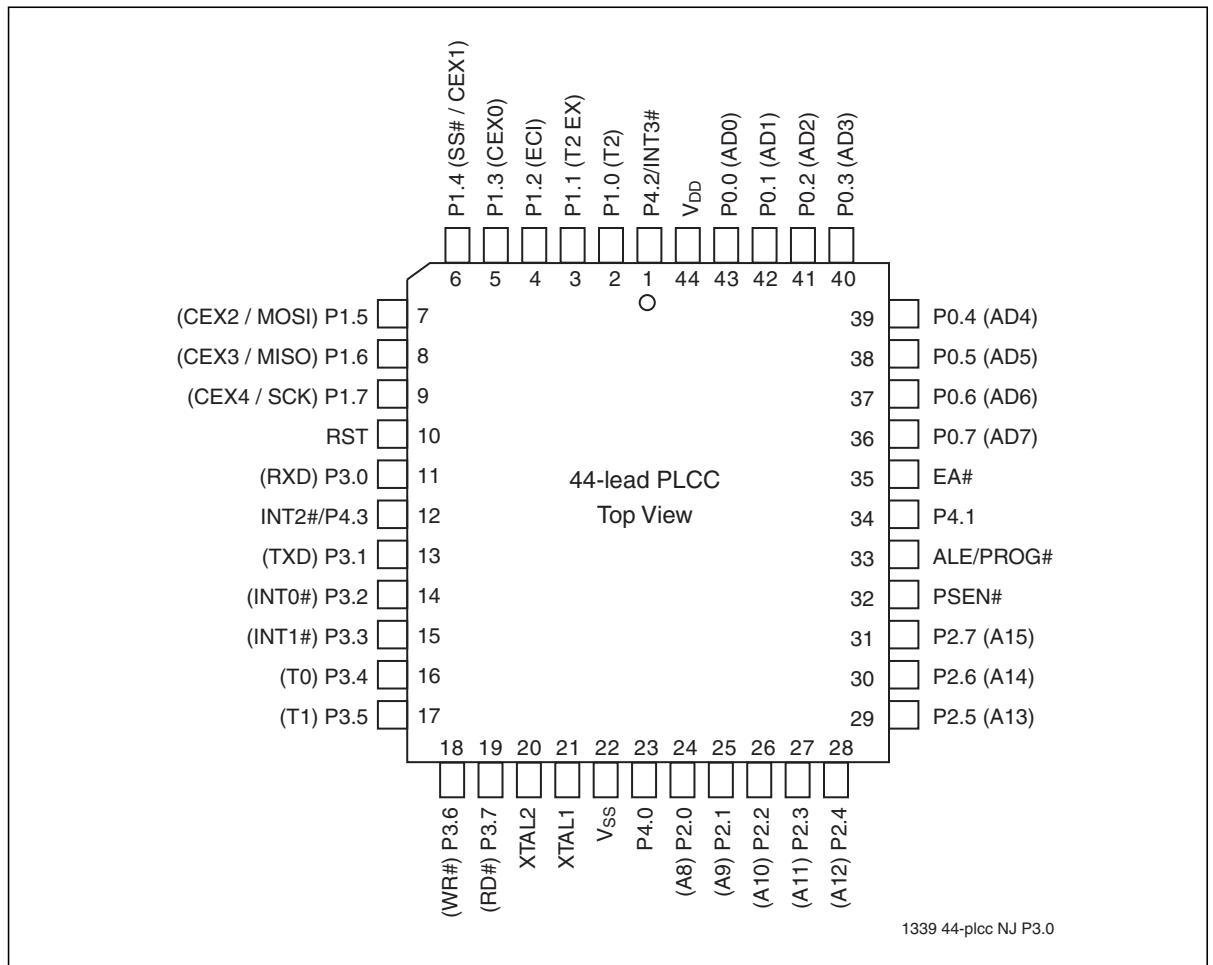 P1.4 (SS# / CEX1)
P1.3 (CEX0)
P1.2 (ECI)
P1.1 (T2 EX)
P1.0 (T2)
P4.2/INT3#
VDD
P0.0 (AD0)
P0.1 (AD1)
P0.2 (AD2)
P0.3 (AD3)
6 5 4 3 2 1 44 43 42 41 40
(CEX2 / MOSI) P1.5 7
(CEX3 / MISO) P1.6 8
(CEX4 / SCK) P1.7 9
RST 10
(RXD) P3.0 11
INT2#/P4.3 12
(TXD) P3.1 13
(INT0#) P3.2 14
(INT1#) P3.3 15
(T0) P3.4 16
(T1) P3.5 17
44-lead PLCC
Top View
39 P0.4 (AD4)
38 P0.5 (AD5)
37 P0.6 (AD6)
36 P0.7 (AD7)
35 EA#
34 P4.1
33 ALE/PROG#
32 PSEN#
31 P2.7 (A15)
30 P2.6 (A14)
29 P2.5 (A13)
18 19 20 21 22 23 24 25 26 27 28
(WR#) P3.6
(RD#) P3.7
XTAL2
XTAL1
VSS
P4.0
(A8) P2.0
(A9) P2.1
(A10) P2.2
(A11) P2.3
(A12) P2.4
1339 44-plcc NJ P3.0